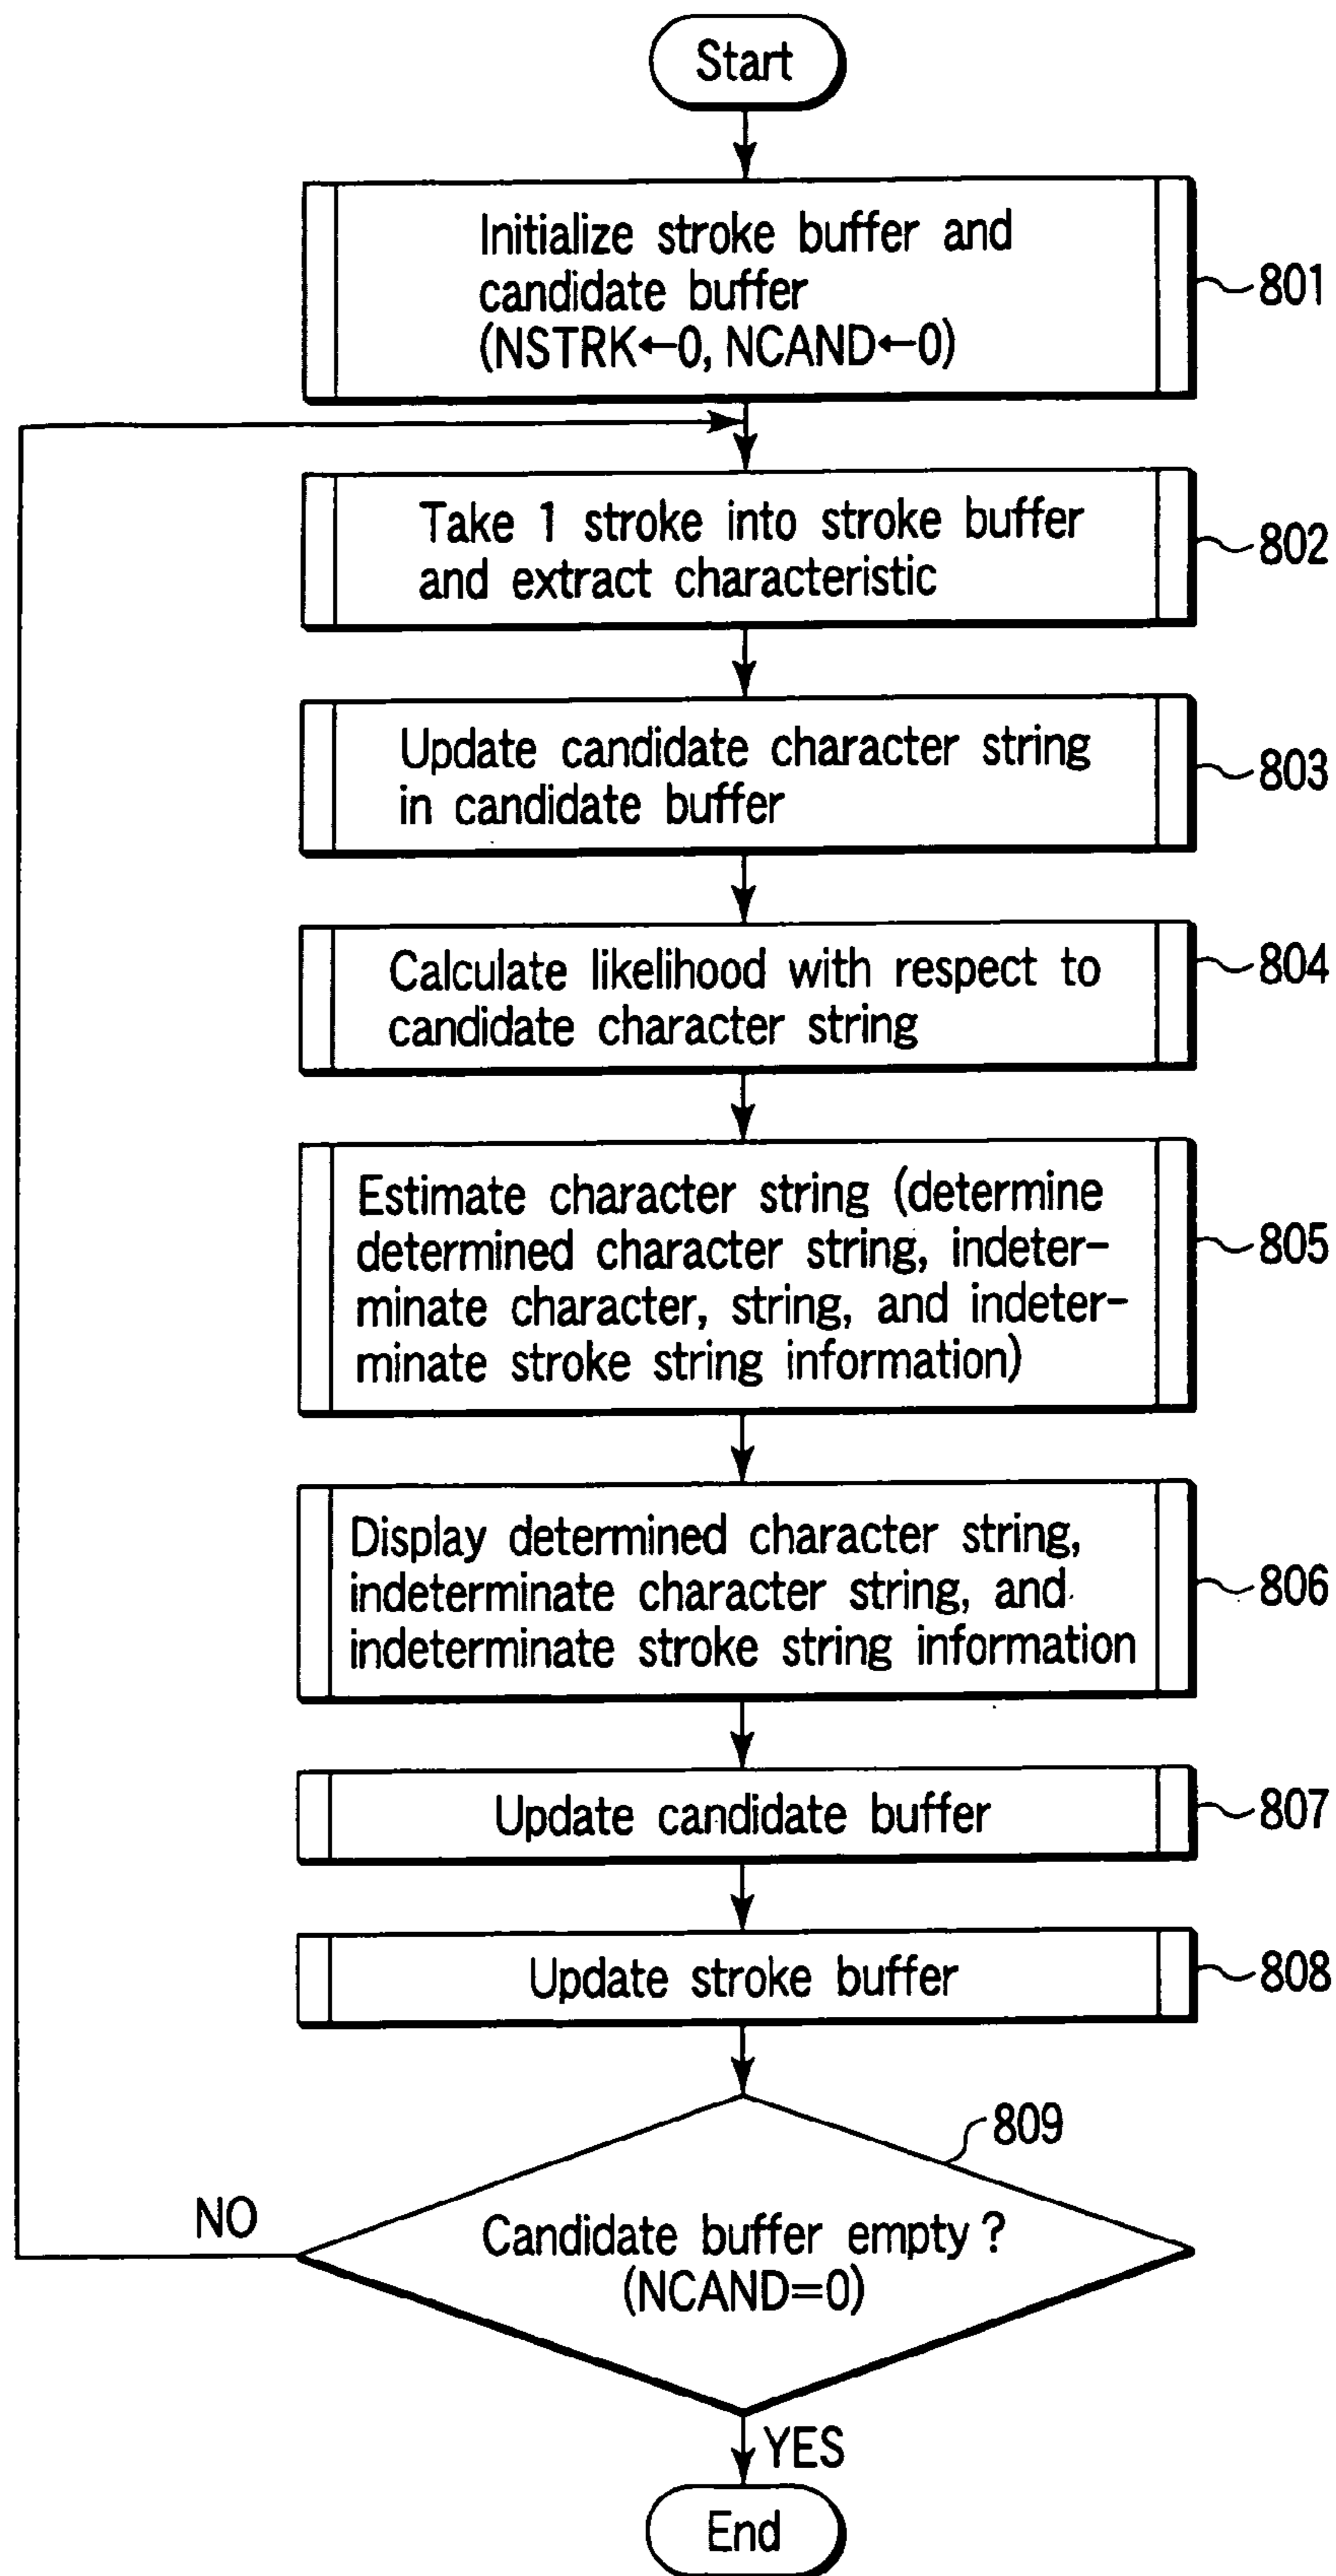 Start
Initialize stroke buffer and
candidate buffer
(NSTRK←0, NCAND←0)
801
Take 1 stroke into stroke buffer
and extract characteristic
802
Update candidate character string
in candidate buffer
803
Calculate likelihood with respect to
candidate character string
804
Estimate character string (determine
determined character string, indeter-
minate character, string, and indeter-
minate stroke string information)
805
Display determined character string,
indeterminate character string, and
indeterminate stroke string information
806
Update candidate buffer
807
Update stroke buffer
808
809
NO
Candidate buffer empty?
(NCAND=0)
YES
End